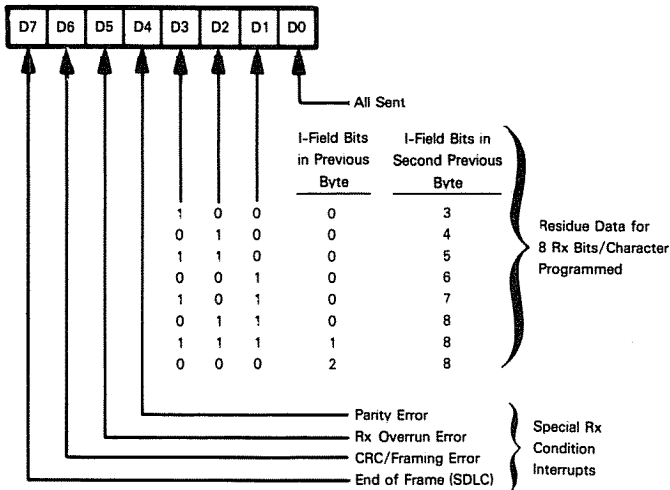 D7 D6 D5 D4 D3 D2 D1 D0
All Sent
I-Field Bits in Previous Byte
I-Field Bits in Second Previous Byte
1 0 0 0 3
0 1 0 0 4
1 1 0 0 5
0 0 1 0 6
1 0 1 0 7
0 1 1 0 8
1 1 1 1 8
0 0 0 2 8
Residue Data for
8 Rx Bits/Character
Programmed
Parity Error
Rx Overrun Error
CRC/Framing Error
End of Frame (SDLC)
Special Rx
Condition
Interrupts